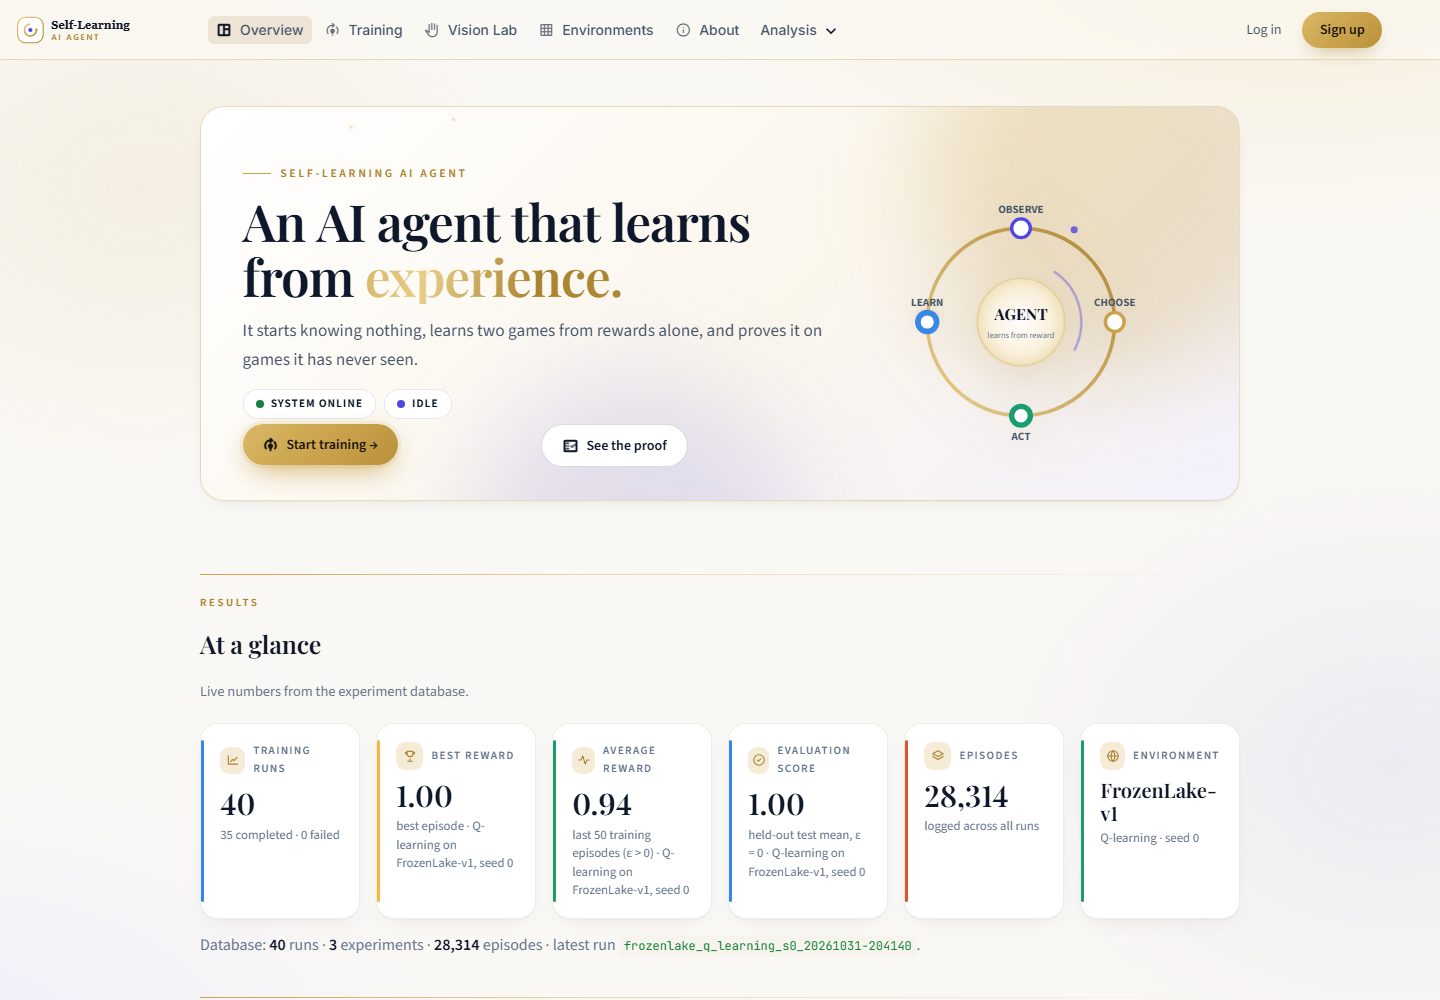 Self-Learning
AI AGENT
Overview
Training
Vision Lab
Environments
About
Analysis
Log in
Sign up
SELF-LEARNING AI AGENT
An AI agent that learns
from experience.
It starts knowing nothing, learns two games from rewards alone, and proves it on
games it has never seen.
SYSTEM ONLINE
IDLE
Start training →
See the proof
OBSERVE
LEARN
CHOOSE
AGENT
learns from reward
ACT
RESULTS
At a glance
Live numbers from the experiment database.
TRAINING
RUNS
40
35 completed · 0 failed
BEST REWARD
1.00
best episode · Q-
learning on
FrozenLake-v1, seed 0
AVERAGE
REWARD
0.94
last 50 training
episodes (ε > 0) · Q-
learning on
FrozenLake-v1, seed 0
EVALUATION
SCORE
1.00
held-out test mean, ε
= 0 · Q-learning on
FrozenLake-v1, seed 0
EPISODES
28,314
logged across all runs
ENVIRONMENT
FrozenLake-
v1
Q-learning · seed 0
Database: 40 runs · 3 experiments · 28,314 episodes · latest run frozenlake_q_learning_s0_20261031-204140 .